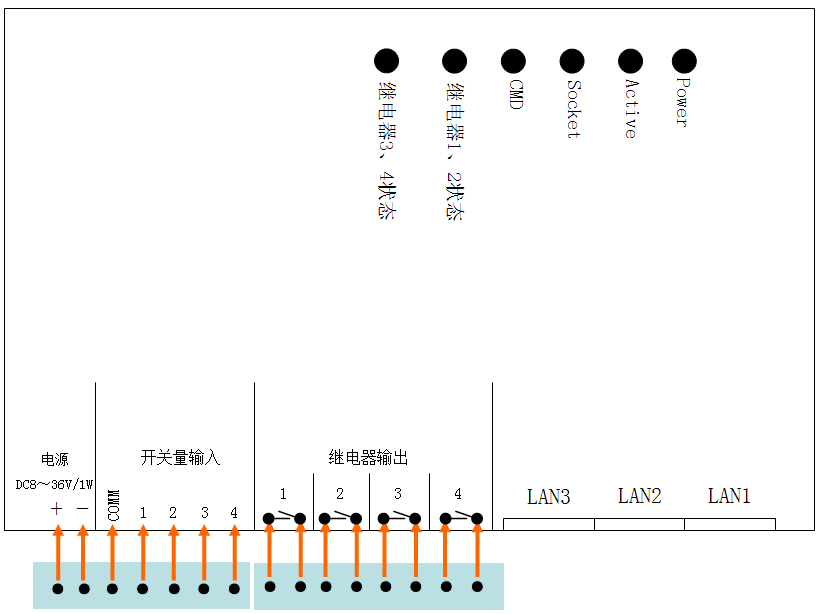 继电器3、4状态
继电器1、2状态
CMD
Socket
Active
Power
电源
DC8～36V/1W
＋ －
开关量输入
COMM 1 2 3 4
继电器输出
1 2 3 4
LAN3 LAN2 LAN1